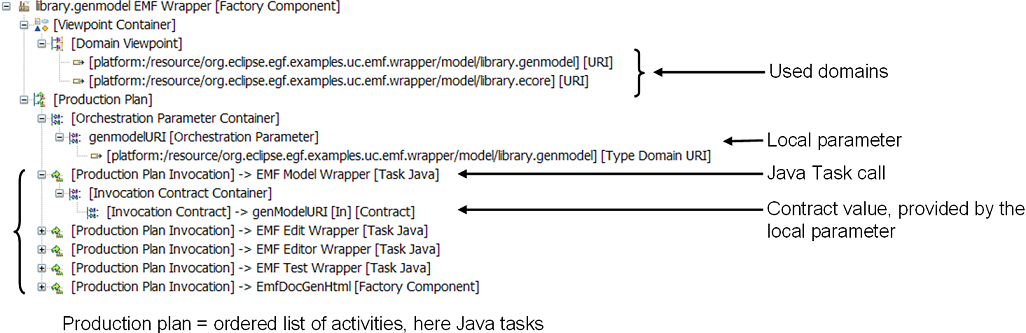 library.genmodel EMF Wrapper [Factory Component]
[Viewpoint Container]
[Domain Viewpoint]
[platform:/resource/org.eclipse.egf.examples.uc.emf.wrapper/model/library.genmodel] [URI]
[platform:/resource/org.eclipse.egf.examples.uc.emf.wrapper/model/library.ecore] [URI]
Used domains
[Production Plan]
[Orchestration Parameter Container]
genmodelURI [Orchestration Parameter]
Local parameter
[platform:/resource/org.eclipse.egf.examples.uc.emf.wrapper/model/library.genmodel] [Type Domain URI]
[Production Plan Invocation] -> EMF Model Wrapper [Task Java]
Java Task call
[Invocation Contract Container]
[Invocation Contract] -> genModelURI [In] [Contract]
Contract value, provided by the
local parameter
[Production Plan Invocation] -> EMF Edit Wrapper [Task Java]
[Production Plan Invocation] -> EMF Editor Wrapper [Task Java]
[Production Plan Invocation] -> EMF Test Wrapper [Task Java]
[Production Plan Invocation] -> EmfDocGenHtml [Factory Component]
Production plan = ordered list of activities, here Java tasks